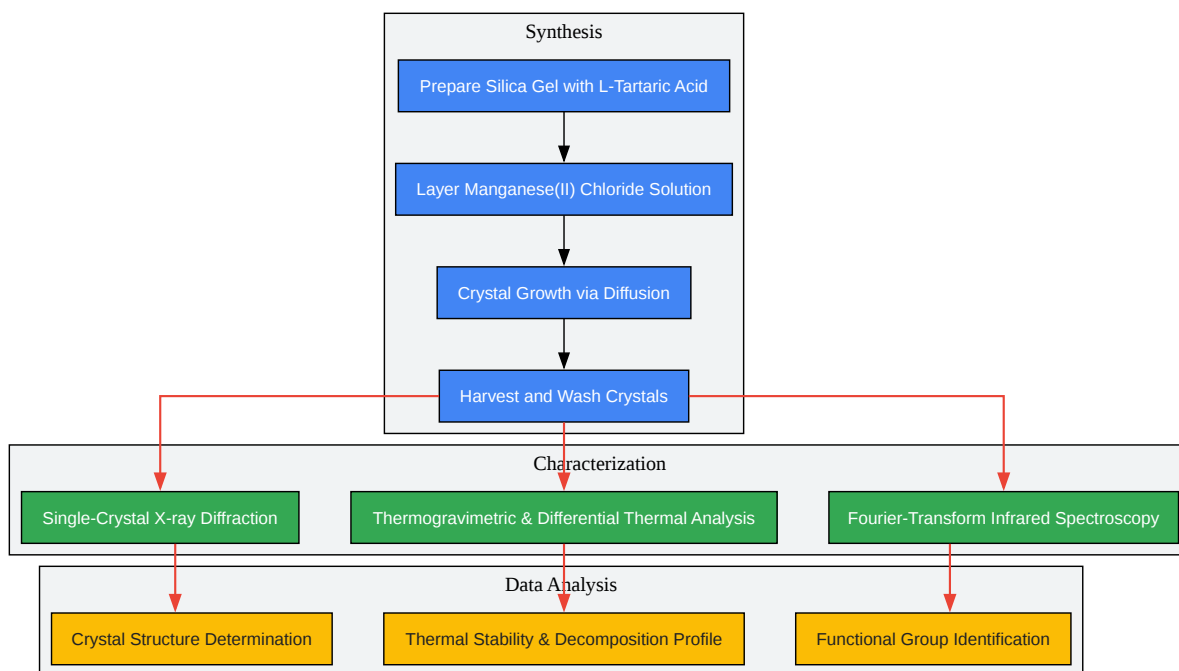 Synthesis
Prepare Silica Gel with L-Tartaric Acid
Layer Manganese(II) Chloride Solution
Crystal Growth via Diffusion
Harvest and Wash Crystals
Characterization
Single-Crystal X-ray Diffraction
Thermogravimetric & Differential Thermal Analysis
Fourier-Transform Infrared Spectroscopy
Data Analysis
Crystal Structure Determination
Thermal Stability & Decomposition Profile
Functional Group Identification